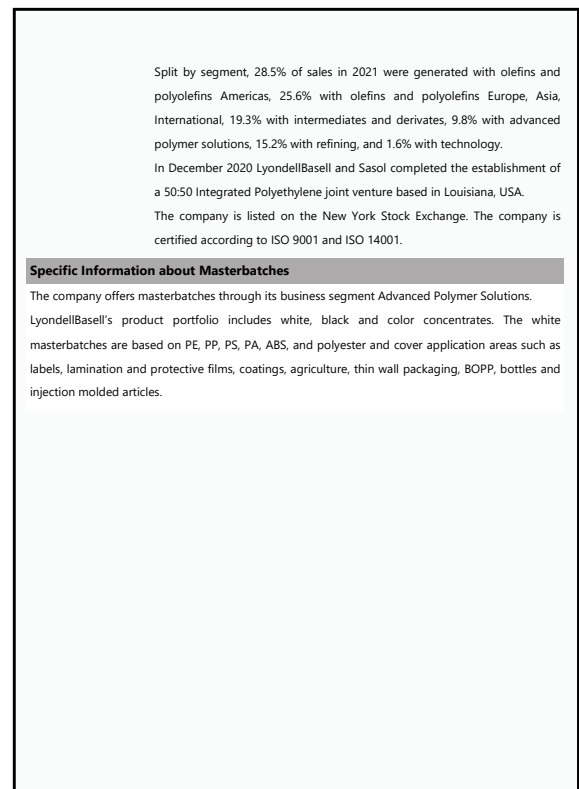 Split by segment, 28.5% of sales in 2021 were generated with olefins and
polyolefins Americas, 25.6% with olefins and polyolefins Europe, Asia,
International, 19.3% with intermediates and derivates, 9.8% with advanced
polymer solutions, 15.2% with refining, and 1.6% with technology.
In December 2020 LyondellBasell and Sasol completed the establishment of
a 50:50 Integrated Polyethylene joint venture based in Louisiana, USA.
The company is listed on the New York Stock Exchange. The company is
certified according to ISO 9001 and ISO 14001.
Specific Information about Masterbatches
The company offers masterbatches through its business segment Advanced Polymer Solutions.
LyondellBasell’s product portfolio includes white, black and color concentrates. The white
masterbatches are based on PE, PP, PS, PA, ABS, and polyester and cover application areas such as
labels, lamination and protective films, coatings, agriculture, thin wall packaging, BOPP, bottles and
injection molded articles.